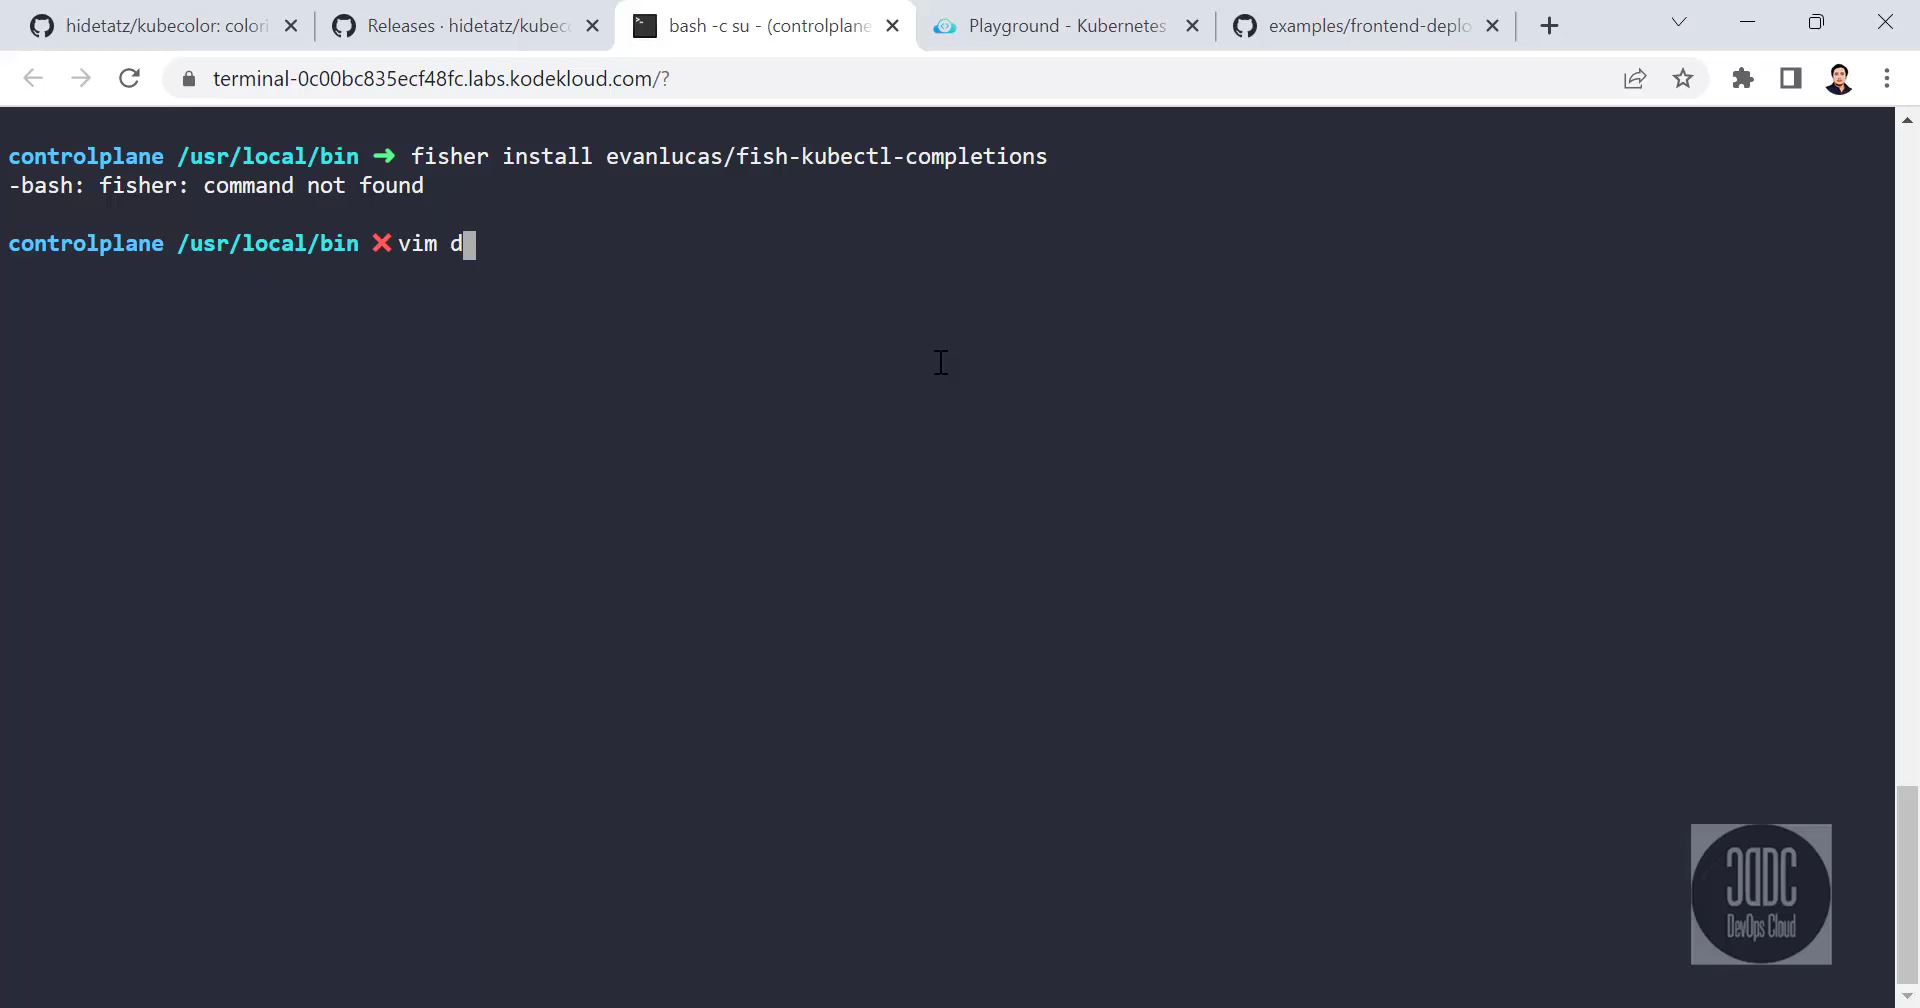 hidetatz/kubecolor: colori
Releases · hidetatz/kubec
bash -c su - (controlplane
Playground - Kubernetes
examples/frontend-deplo
terminal-0c00bc835ecf48fc.labs.kodekloud.com/?
controlplane /usr/local/bin ➜ fisher install evanlucas/fish-kubectl-completions
-bash: fisher: command not found
controlplane /usr/local/bin ✕ vim d
DevOps Cloud